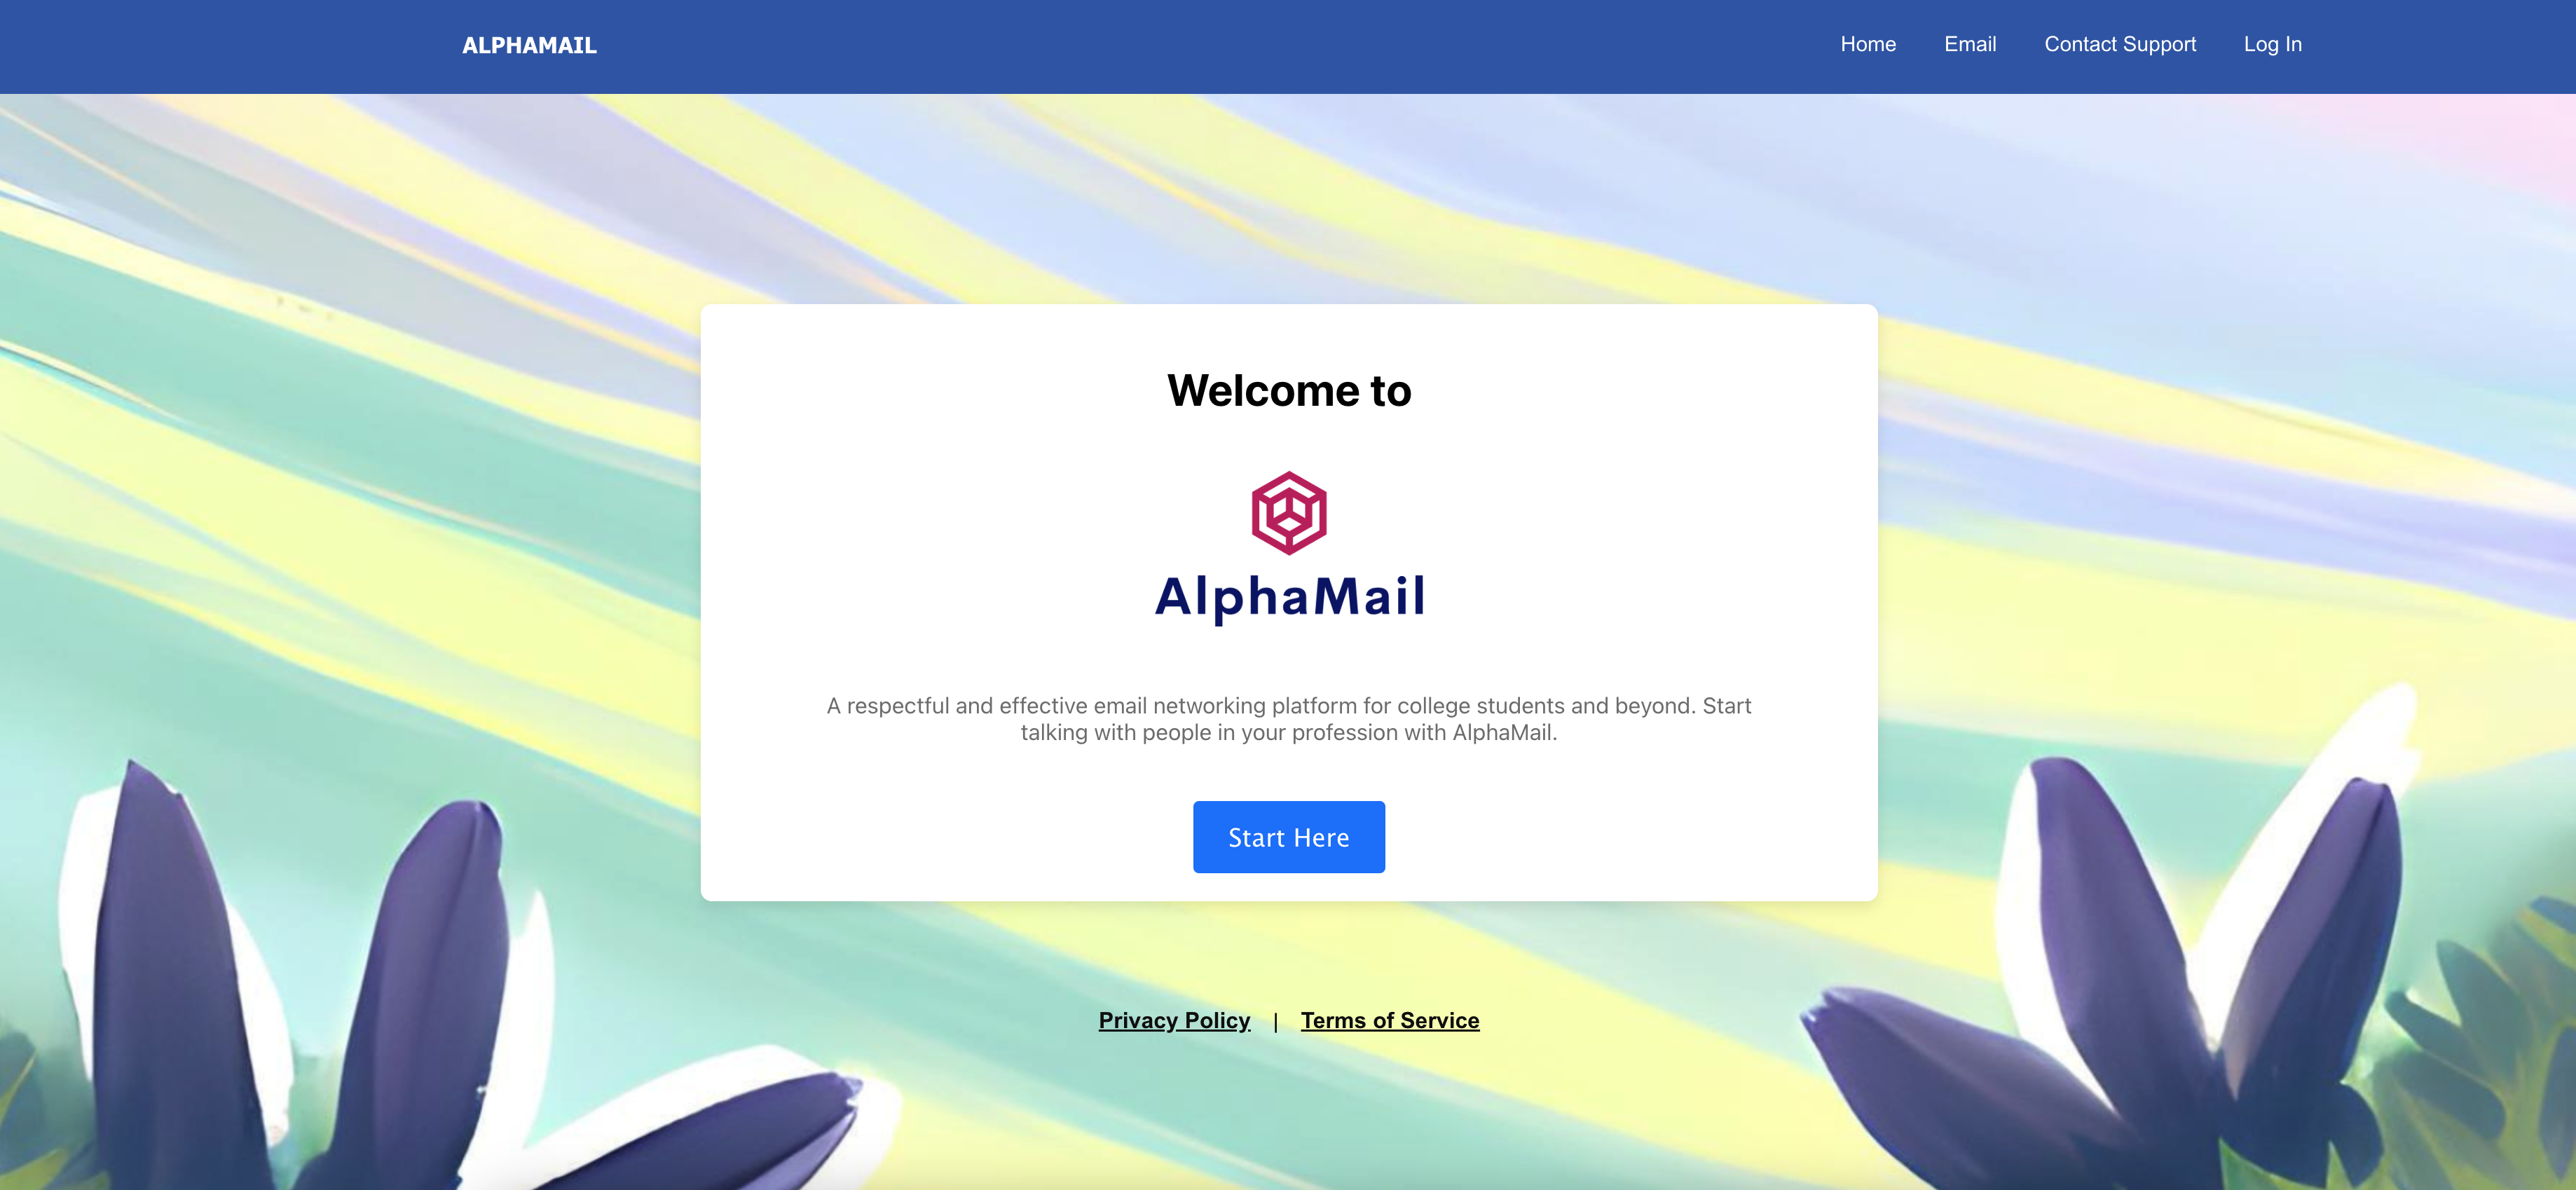 ALPHAMAIL
Home Email Contact Support Log In
Welcome to
AlphaMail
A respectful and effective email networking platform for college students and beyond. Start
talking with people in your profession with AlphaMail.
Start Here
Privacy Policy | Terms of Service